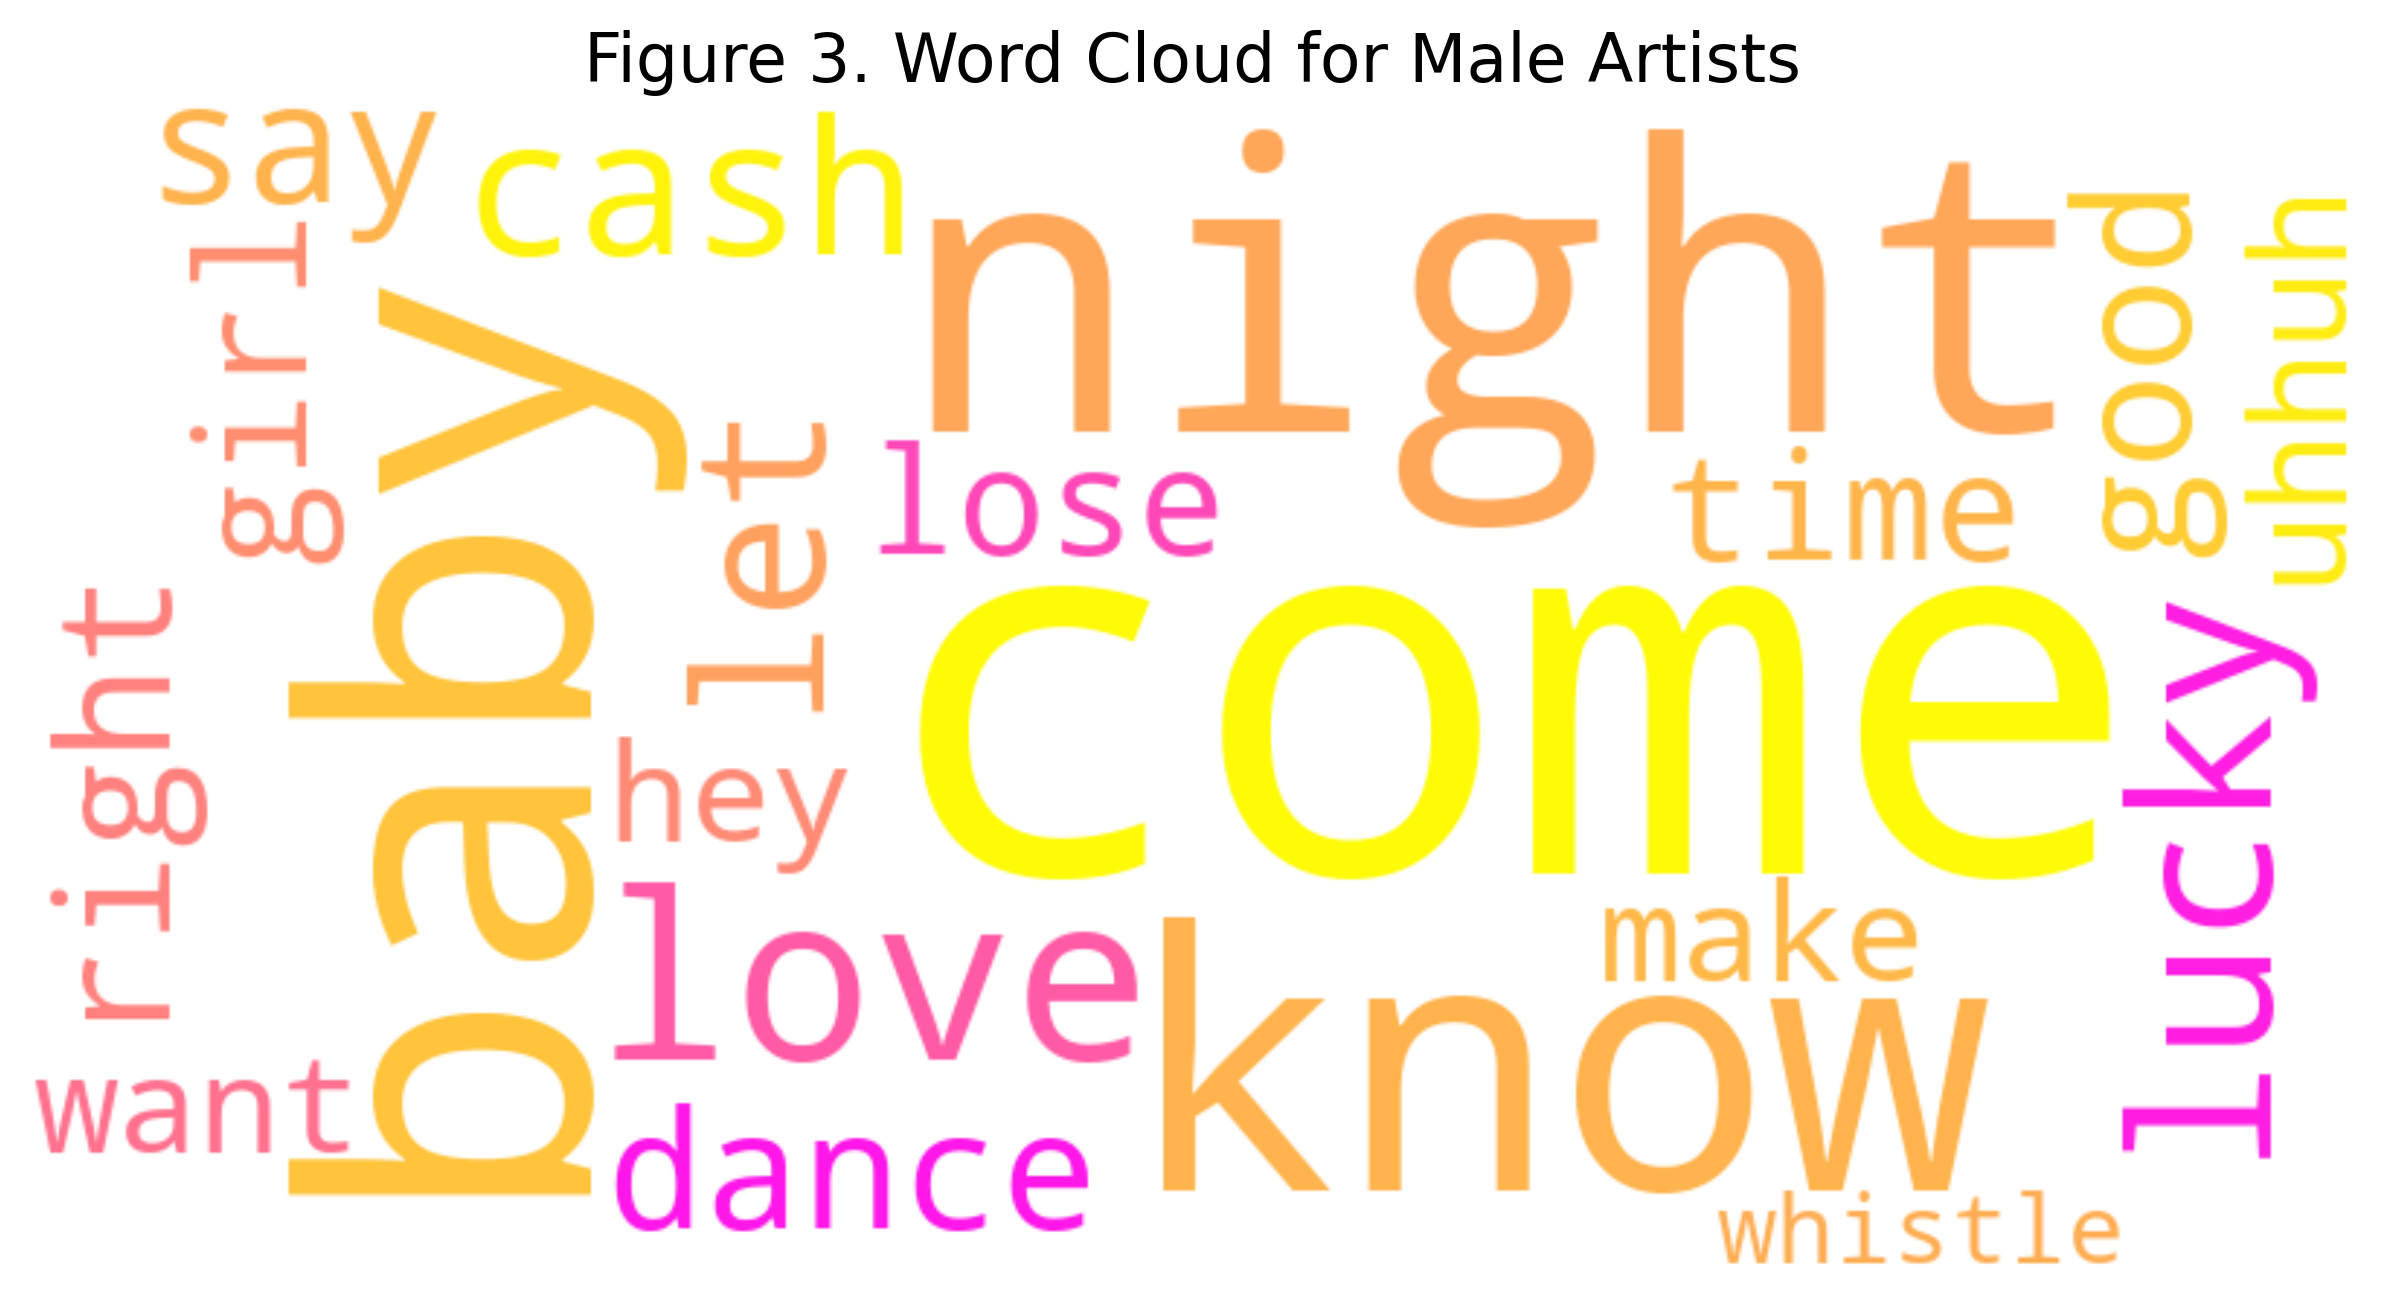 Figure 3. Word Cloud for Male Artists
say
cash
night
girl
baby
let
lose
time
good
uhhuh
right
hey
come
lucky
love
make
know
want
dance
whistle